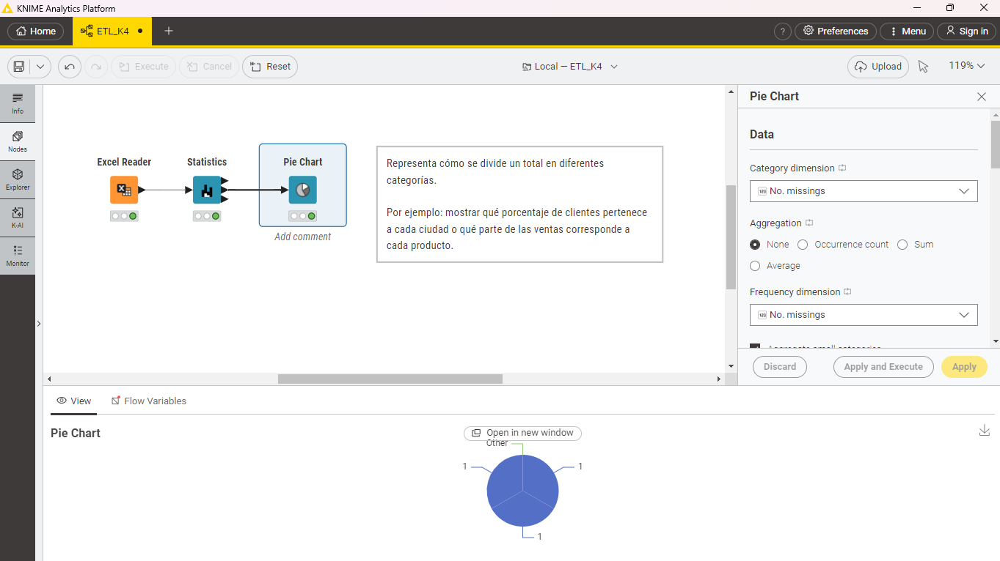 KNIME Analytics Platform
Home
ETL_K4
Preferences
Menu
Sign in
Execute
Cancel
Reset
Local — ETL_K4
Upload
119%
Info
Nodes
Explorer
K-AI
Monitor
Excel Reader
Statistics
Pie Chart
Add comment
Representa cómo se divide un total en diferentes
categorías.
Por ejemplo: mostrar qué porcentaje de clientes pertenece
a cada ciudad o qué parte de las ventas corresponde a
cada producto.
Pie Chart
Data
Category dimension
No. missings
Aggregation
None
Occurrence count
Sum
Average
Frequency dimension
No. missings
Aggregate small categories
Discard
Apply and Execute
Apply
View
Flow Variables
Pie Chart
Open in new window
Other
1
1
1